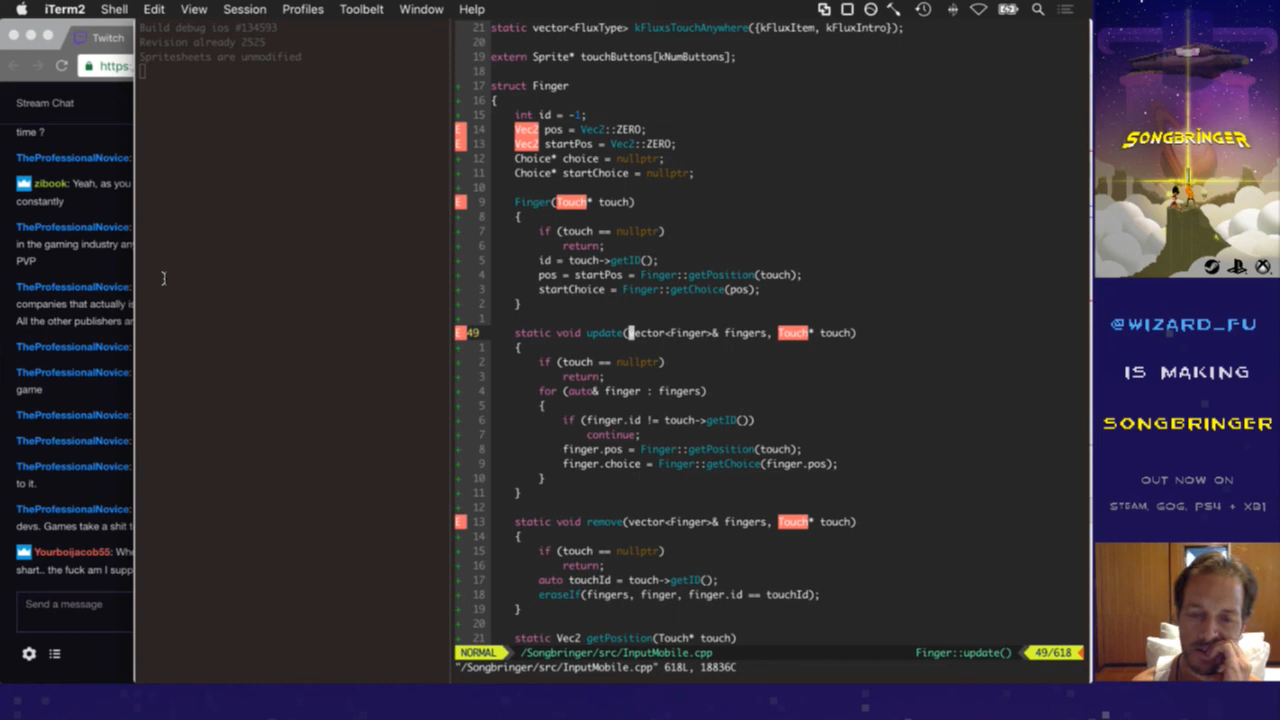 iTerm2 Shell Edit View Session Profiles Toolbelt Window Help
Twitch
https:
Stream Chat
time ?
TheProfessionalNovice:
zibook: Yeah, as you
constantly
TheProfessionalNovice:
in the gaming industry any
PVP
TheProfessionalNovice:
companies that actually is
All the other publishers ar
TheProfessionalNovice:
TheProfessionalNovice:
game
TheProfessionalNovice:
TheProfessionalNovice:
TheProfessionalNovice:
to it.
TheProfessionalNovice:
devs. Games take a shit t
Yourboijacob55: Wh
shart.. the fuck am I supp
Send a message
Build debug ios #134593
Revision already 2525
Spritesheets are unmodified
21 static vector<FluxType> kFluxsTouchAnywhere({kFluxItem, kFluxIntro});
20
19 extern Sprite* touchButtons[kNumButtons];
18
17 struct Finger
16 {
15 int id = -1;
E 14 Vec2 pos = Vec2::ZERO;
E 13 Vec2 startPos = Vec2::ZERO;
12 Choice* choice = nullptr;
11 Choice* startChoice = nullptr;
10
E 9 Finger(Touch* touch)
8 {
7 if (touch == nullptr)
6 return;
5 id = touch->getID();
4 pos = startPos = Finger::getPosition(touch);
3 startChoice = Finger::getChoice(pos);
2 }
1
E 49 static void update(vector<Finger>& fingers, Touch* touch)
1 {
2 if (touch == nullptr)
3 return;
4 for (auto& finger : fingers)
5 {
6 if (finger.id != touch->getID())
7 continue;
8 finger.pos = Finger::getPosition(touch);
9 finger.choice = Finger::getChoice(finger.pos);
10 }
11 }
12
E 13 static void remove(vector<Finger>& fingers, Touch* touch)
14 {
15 if (touch == nullptr)
16 return;
17 auto touchId = touch->getID();
18 eraseIf(fingers, finger, finger.id == touchId);
19 }
20
21 static Vec2 getPosition(Touch* touch)
NORMAL /Songbringer/src/InputMobile.cpp Finger::update() 49/618
"/Songbringer/src/InputMobile.cpp" 618L, 18836C
SONGBRINGER
@WIZARD_FU
IS MAKING
SONGBRINGER
OUT NOW ON
STEAM, GOG, PS4 + XB1